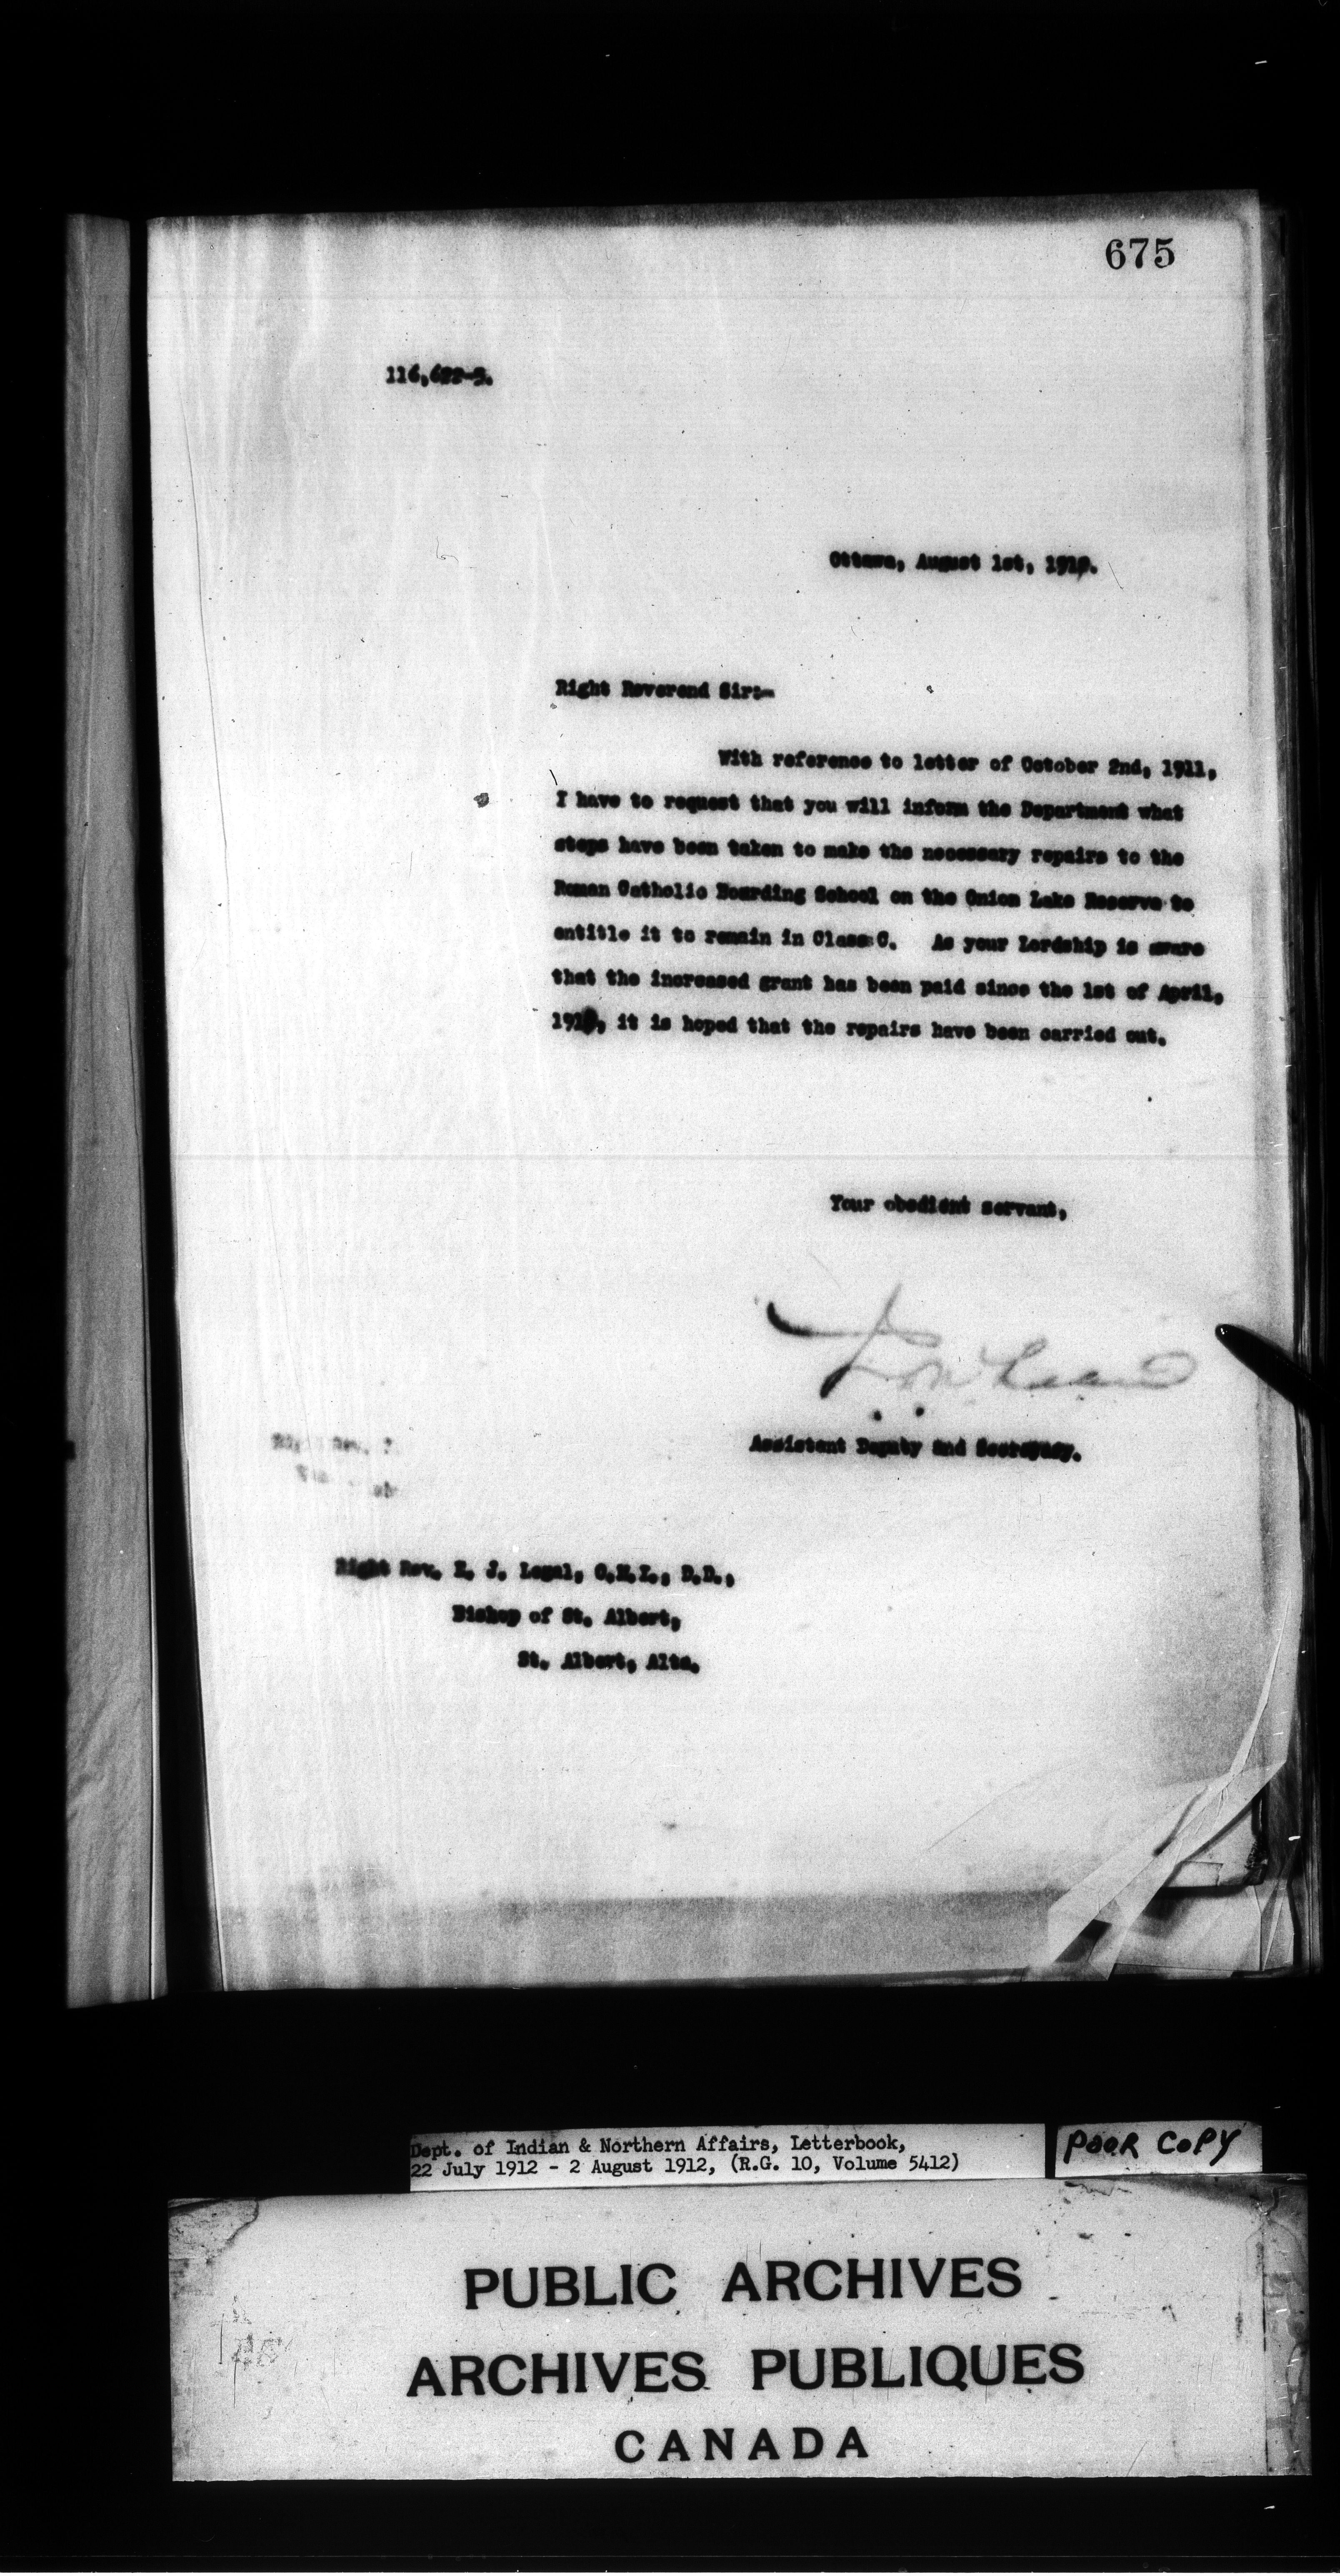 675
Ottawa, August 1st, 1912.
Right Reverend Sir:-
With reference to letter of October 2nd, 1911,
I have to request that you will inform the Department what
steps have been taken to make the necessary repairs to the
Roman Catholic Boarding School on the Onion Lake Reserve to
entitle it to remain in Class C. As your Lordship is aware
that the increased grant has been paid since the 1st of April,
it is hoped that the repairs have been carried out.
Your obedient servant,
Assistant Deputy and Secretary.
Right Rev.
Right Rev. E. J. Legal, O.M.I., D.D.,
Bishop of St. Albert,
St. Albert, Alta.
Dept. of Indian & Northern Affairs, Letterbook,
22 July 1912 - 2 August 1912, (R.G. 10, Volume 5412)
POOR COPY
PUBLIC ARCHIVES
ARCHIVES PUBLIQUES
CANADA